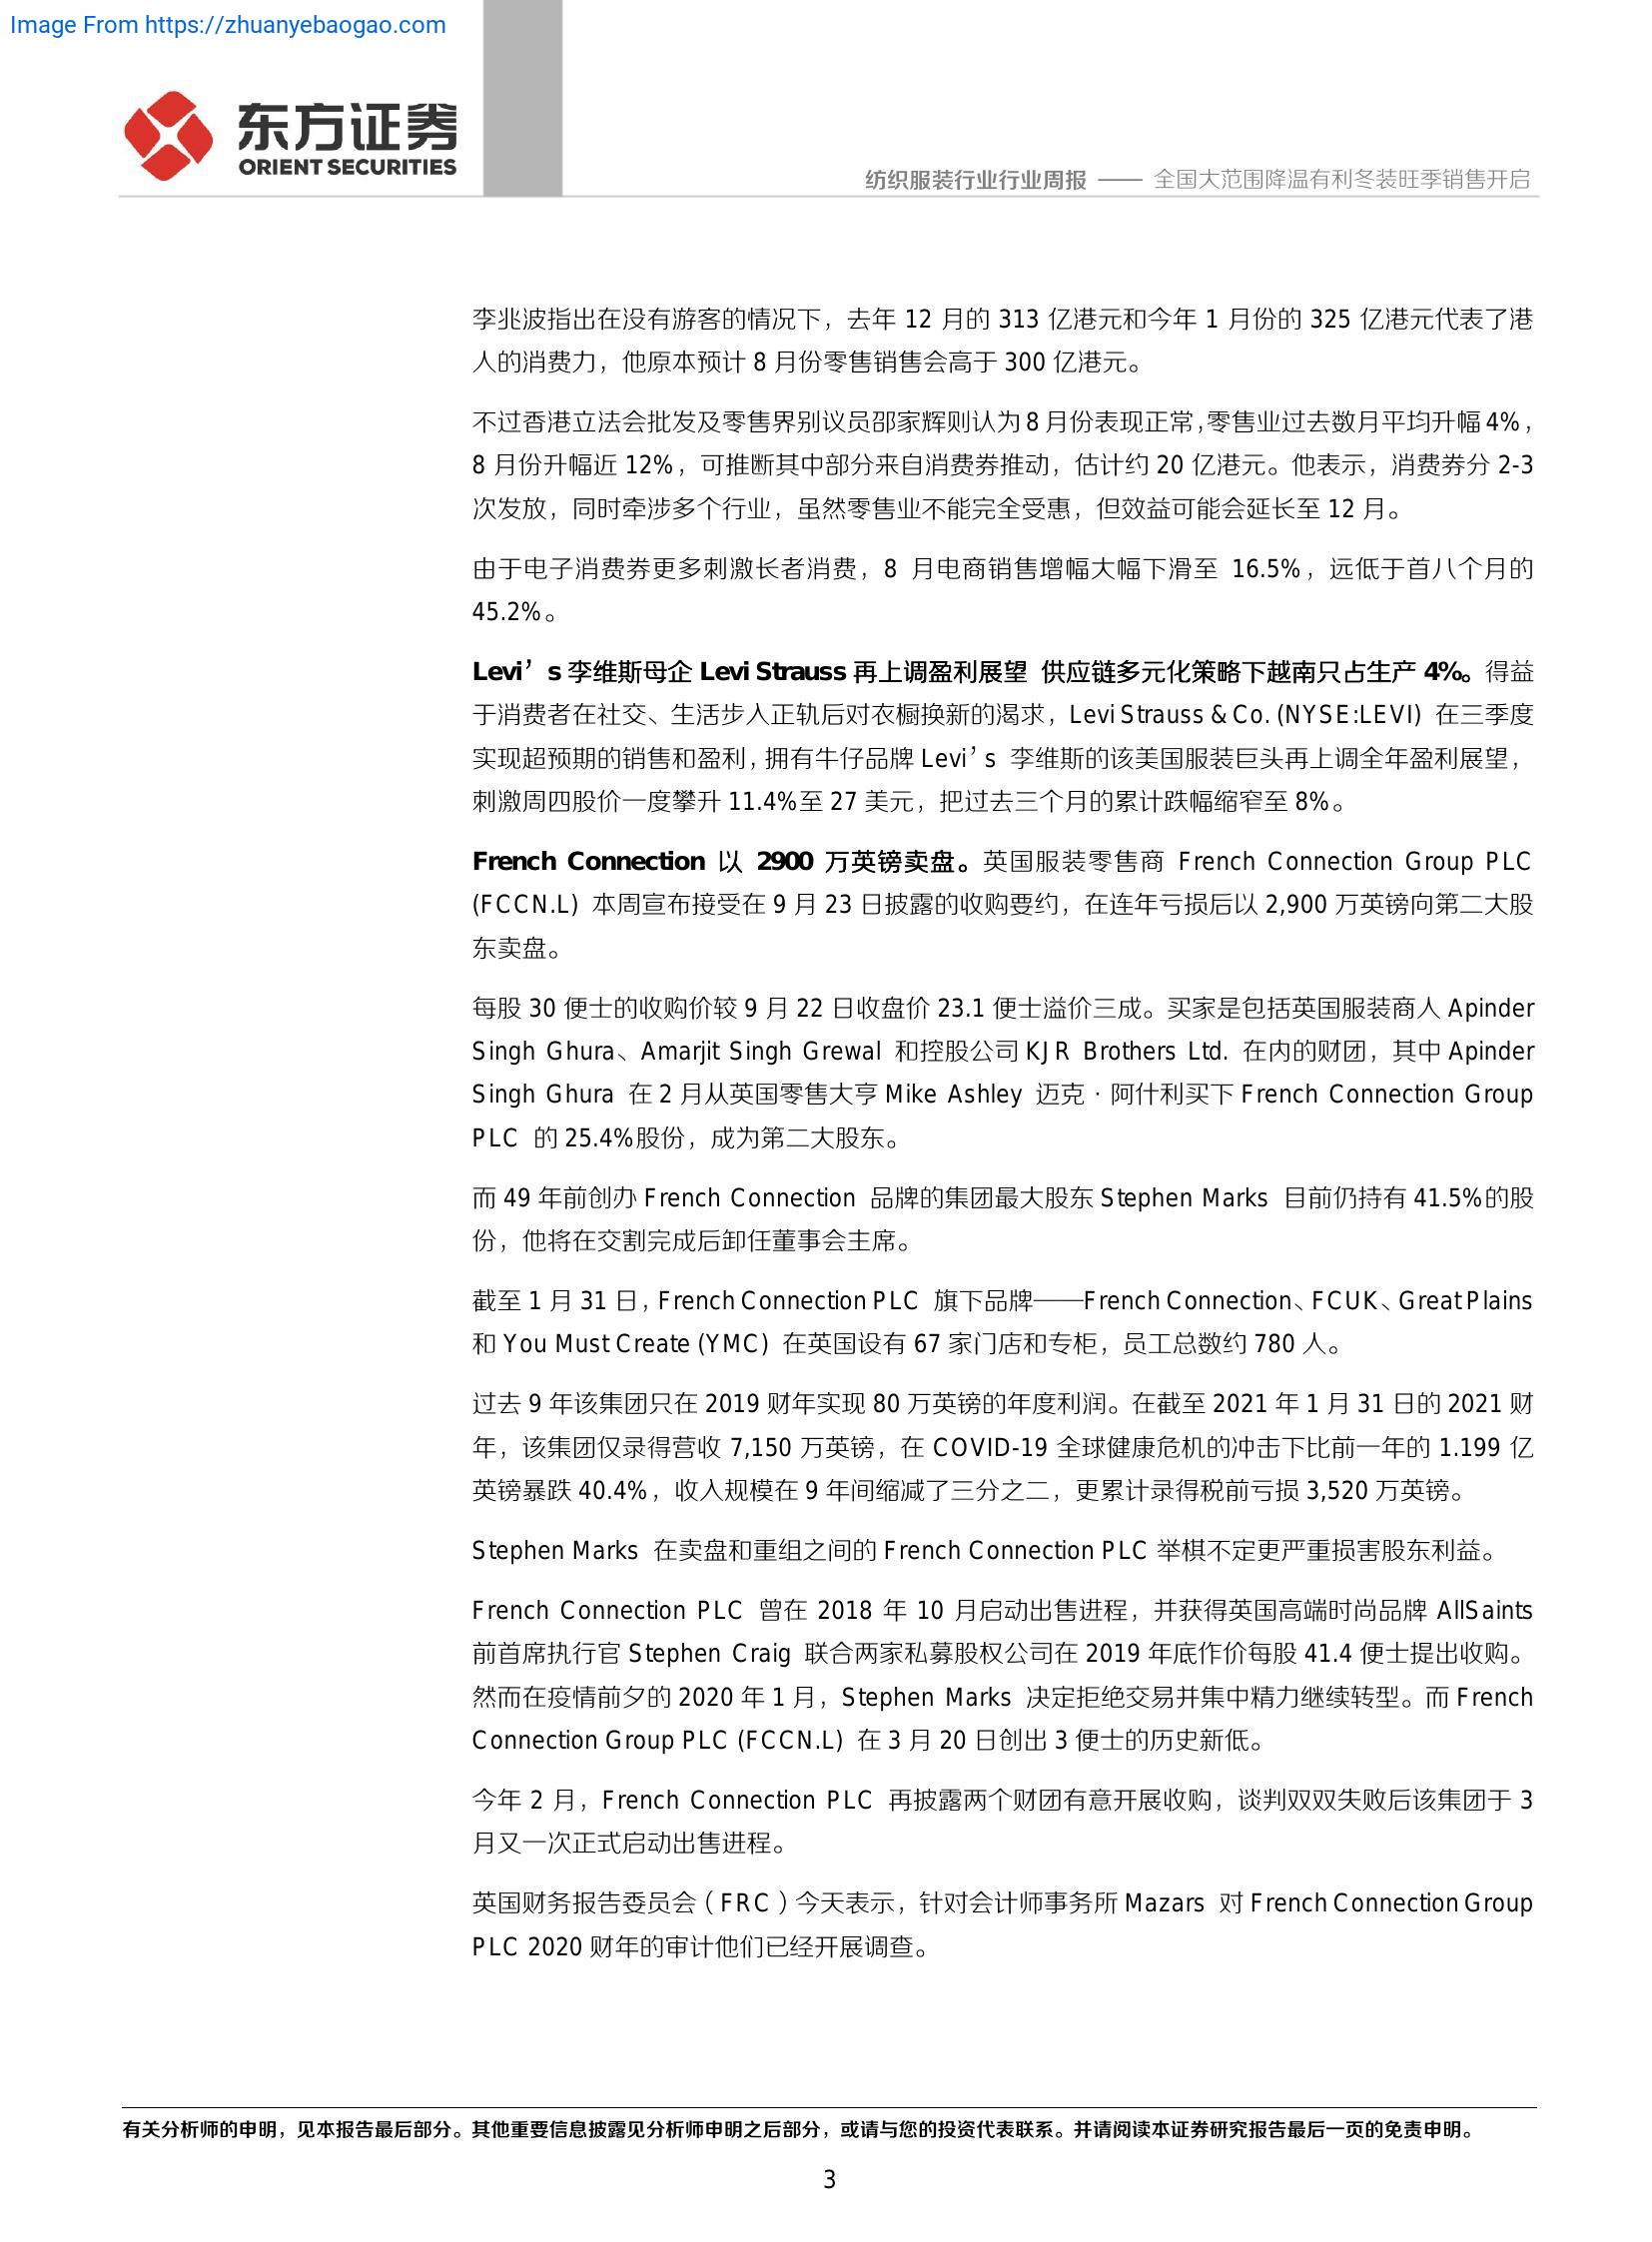 Image From https://zhuanyebaogao.com
东方证券
ORIENT SECURITIES
纺织服装行业行业周报 —— 全国大范围降温有利冬装旺季销售开启
李兆波指出在没有游客的情况下，去年 12 月的 313 亿港元和今年 1 月份的 325 亿港元代表了港
人的消费力，他原本预计 8 月份零售销售会高于 300 亿港元。
不过香港立法会批发及零售界别议员邵家辉则认为 8 月份表现正常，零售业过去数月平均升幅 4%，
8 月份升幅近 12%，可推断其中部分来自消费券推动，估计约 20 亿港元。他表示，消费券分 2-3
次发放，同时牵涉多个行业，虽然零售业不能完全受惠，但效益可能会延长至 12 月。
由于电子消费券更多刺激长者消费，8 月电商销售增幅大幅下滑至 16.5%，远低于首八个月的
45.2%。
Levi’s 李维斯母企 Levi Strauss 再上调盈利展望 供应链多元化策略下越南只占生产 4%。得益
于消费者在社交、生活步入正轨后对衣橱换新的渴求，Levi Strauss & Co. (NYSE:LEVI) 在三季度
实现超预期的销售和盈利，拥有牛仔品牌 Levi’s 李维斯的该美国服装巨头再上调全年盈利展望，
刺激周四股价一度攀升 11.4%至 27 美元，把过去三个月的累计跌幅缩窄至 8%。
French Connection 以 2900 万英镑卖盘。英国服装零售商 French Connection Group PLC
(FCCN.L) 本周宣布接受在 9 月 23 日披露的收购要约，在连年亏损后以 2,900 万英镑向第二大股
东卖盘。
每股 30 便士的收购价较 9 月 22 日收盘价 23.1 便士溢价三成。买家是包括英国服装商人 Apinder
Singh Ghura、Amarjit Singh Grewal 和控股公司 KJR Brothers Ltd. 在内的财团，其中 Apinder
Singh Ghura 在 2 月从英国零售大亨 Mike Ashley 迈克·阿什利买下 French Connection Group
PLC 的 25.4%股份，成为第二大股东。
而 49 年前创办 French Connection 品牌的集团最大股东 Stephen Marks 目前仍持有 41.5%的股
份，他将在交割完成后卸任董事会主席。
截至 1 月 31 日，French Connection PLC 旗下品牌——French Connection、FCUK、Great Plains
和 You Must Create (YMC) 在英国设有 67 家门店和专柜，员工总数约 780 人。
过去 9 年该集团只在 2019 财年实现 80 万英镑的年度利润。在截至 2021 年 1 月 31 日的 2021 财
年，该集团仅录得营收 7,150 万英镑，在 COVID-19 全球健康危机的冲击下比前一年的 1.199 亿
英镑暴跌 40.4%，收入规模在 9 年间缩减了三分之二，更累计录得税前亏损 3,520 万英镑。
Stephen Marks 在卖盘和重组之间的 French Connection PLC 举棋不定更严重损害股东利益。
French Connection PLC 曾在 2018 年 10 月启动出售进程，并获得英国高端时尚品牌 AllSaints
前首席执行官 Stephen Craig 联合两家私募股权公司在 2019 年底作价每股 41.4 便士提出收购。
然而在疫情前夕的 2020 年 1 月，Stephen Marks 决定拒绝交易并集中精力继续转型。而 French
Connection Group PLC (FCCN.L) 在 3 月 20 日创出 3 便士的历史新低。
今年 2 月，French Connection PLC 再披露两个财团有意开展收购，谈判双双失败后该集团于 3
月又一次正式启动出售进程。
英国财务报告委员会（FRC）今天表示，针对会计师事务所 Mazars 对 French Connection Group
PLC 2020 财年的审计他们已经开展调查。
有关分析师的申明，见本报告最后部分。其他重要信息披露见分析师申明之后部分，或请与您的投资代表联系。并请阅读本证券研究报告最后一页的免责申明。
3